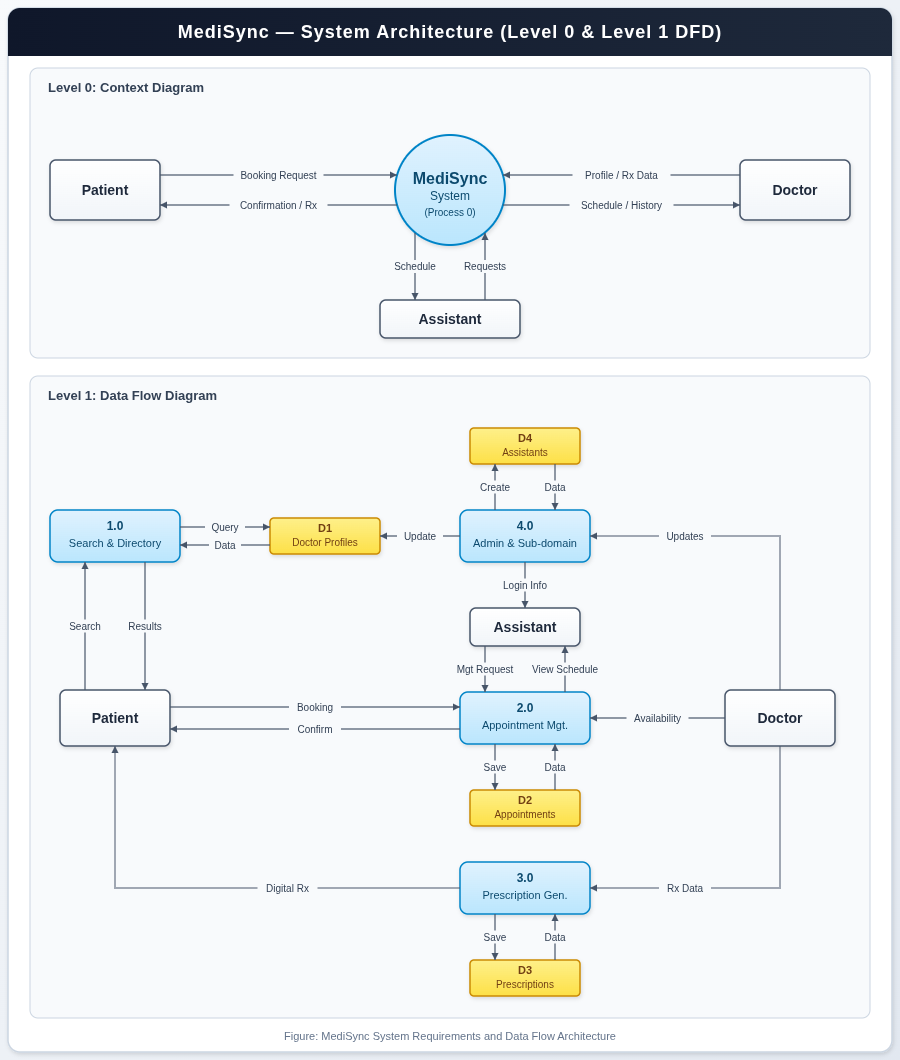 MediSync — System Architecture (Level 0 & Level 1 DFD)
Level 0: Context Diagram
Patient
Booking Request
Confirmation / Rx
MediSync
System
(Process 0)
Profile / Rx Data
Schedule / History
Doctor
Schedule
Requests
Assistant
Level 1: Data Flow Diagram
D4
Assistants
Create
Data
1.0
Search & Directory
Query
Data
D1
Doctor Profiles
Update
4.0
Admin & Sub-domain
Updates
Login Info
Search
Results
Assistant
Mgt Request
View Schedule
Patient
Booking
Confirm
2.0
Appointment Mgt.
Availability
Doctor
Save
Data
D2
Appointments
Digital Rx
3.0
Prescription Gen.
Rx Data
Save
Data
D3
Prescriptions
Figure: MediSync System Requirements and Data Flow Architecture